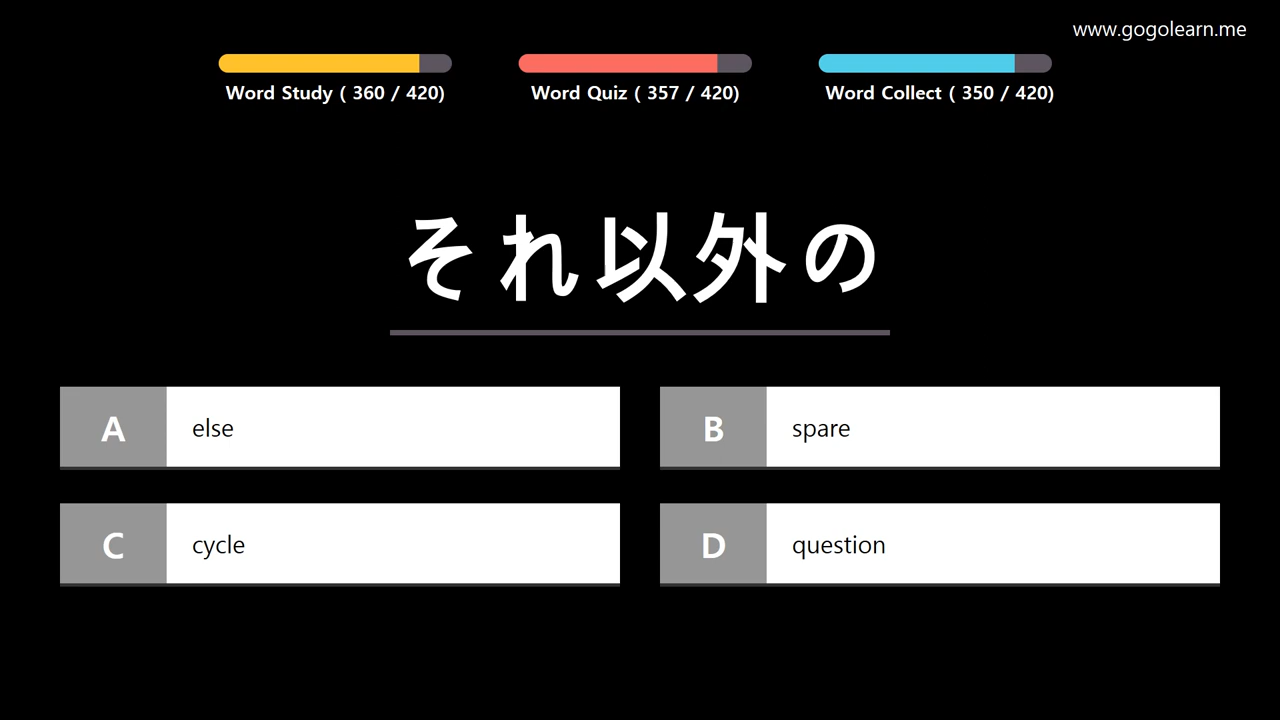 www.gogolearn.me
Word Study ( 360 / 420)
Word Quiz ( 357 / 420)
Word Collect ( 350 / 420)
それ以外の
A else
B spare
C cycle
D question